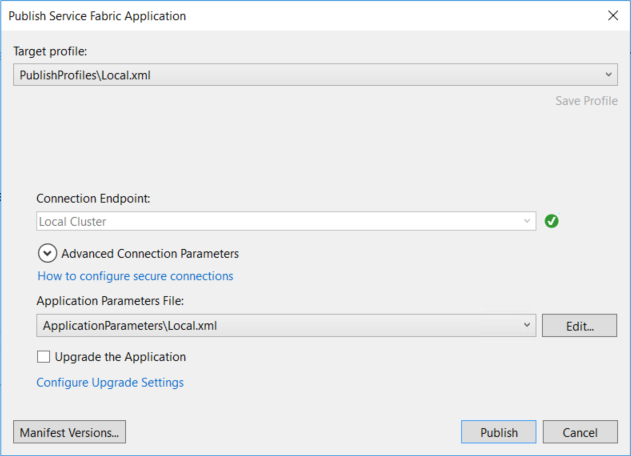 Publish Service Fabric Application
Target profile:
PublishProfiles\Local.xml
Save Profile
Connection Endpoint:
Local Cluster
Advanced Connection Parameters
How to configure secure connections
Application Parameters File:
ApplicationParameters\Local.xml
Edit...
Upgrade the Application
Configure Upgrade Settings
Manifest Versions...
Publish
Cancel